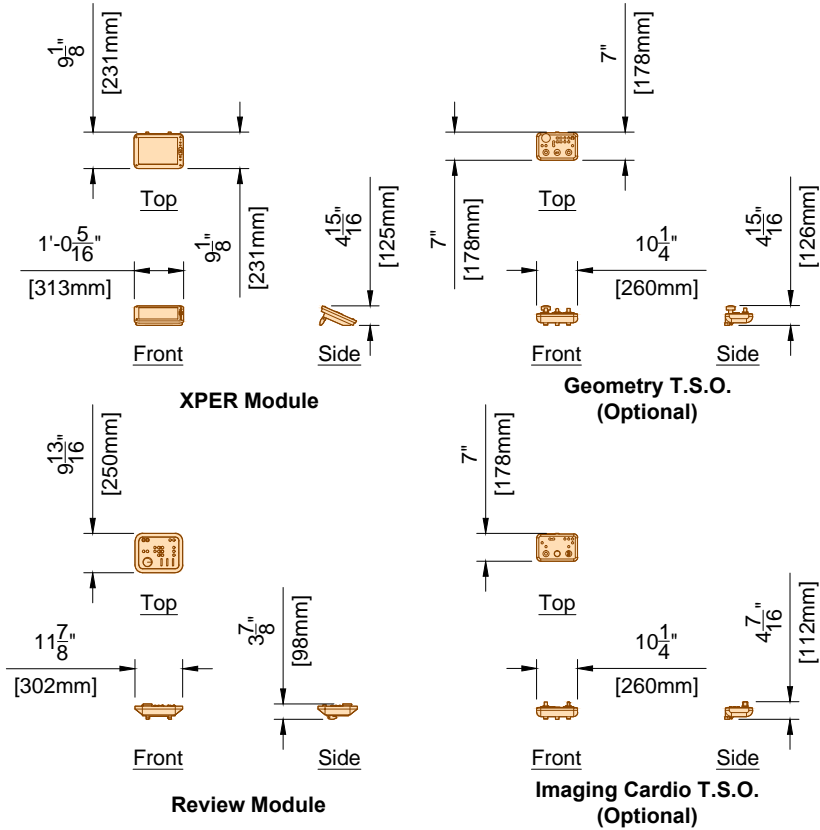 9 1/8"
[231mm]
Top
9 1/8"
[231mm]
1'-0 5/16"
[313mm]
4 15/16"
[125mm]
Front
Side
XPER Module
7"
[178mm]
Top
7"
[178mm]
10 1/4"
[260mm]
4 15/16"
[126mm]
Front
Side
Geometry T.S.O.
(Optional)
9 13/16"
[250mm]
Top
11 7/8"
[302mm]
3 7/8"
[98mm]
Front
Side
Review Module
7"
[178mm]
Top
10 1/4"
[260mm]
4 7/16"
[112mm]
Front
Side
Imaging Cardio T.S.O.
(Optional)